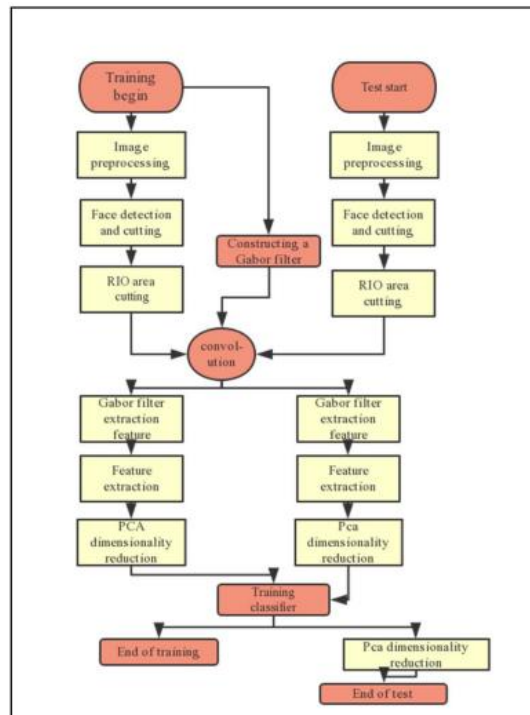 Training
begin
Test start
Image
preprocessing
Image
preprocessing
Face detection
and cutting
Face detection
and cutting
Constructing a
Gabor filter
RIO area
cutting
RIO area
cutting
convol-
ution
Gabor filter
extraction
feature
Gabor filter
extraction
feature
Feature
extraction
Feature
extraction
PCA
dimensionality
reduction
Pca
dimensionality
reduction
Training
classifier
End of training
Pca dimensionality
reduction
End of test